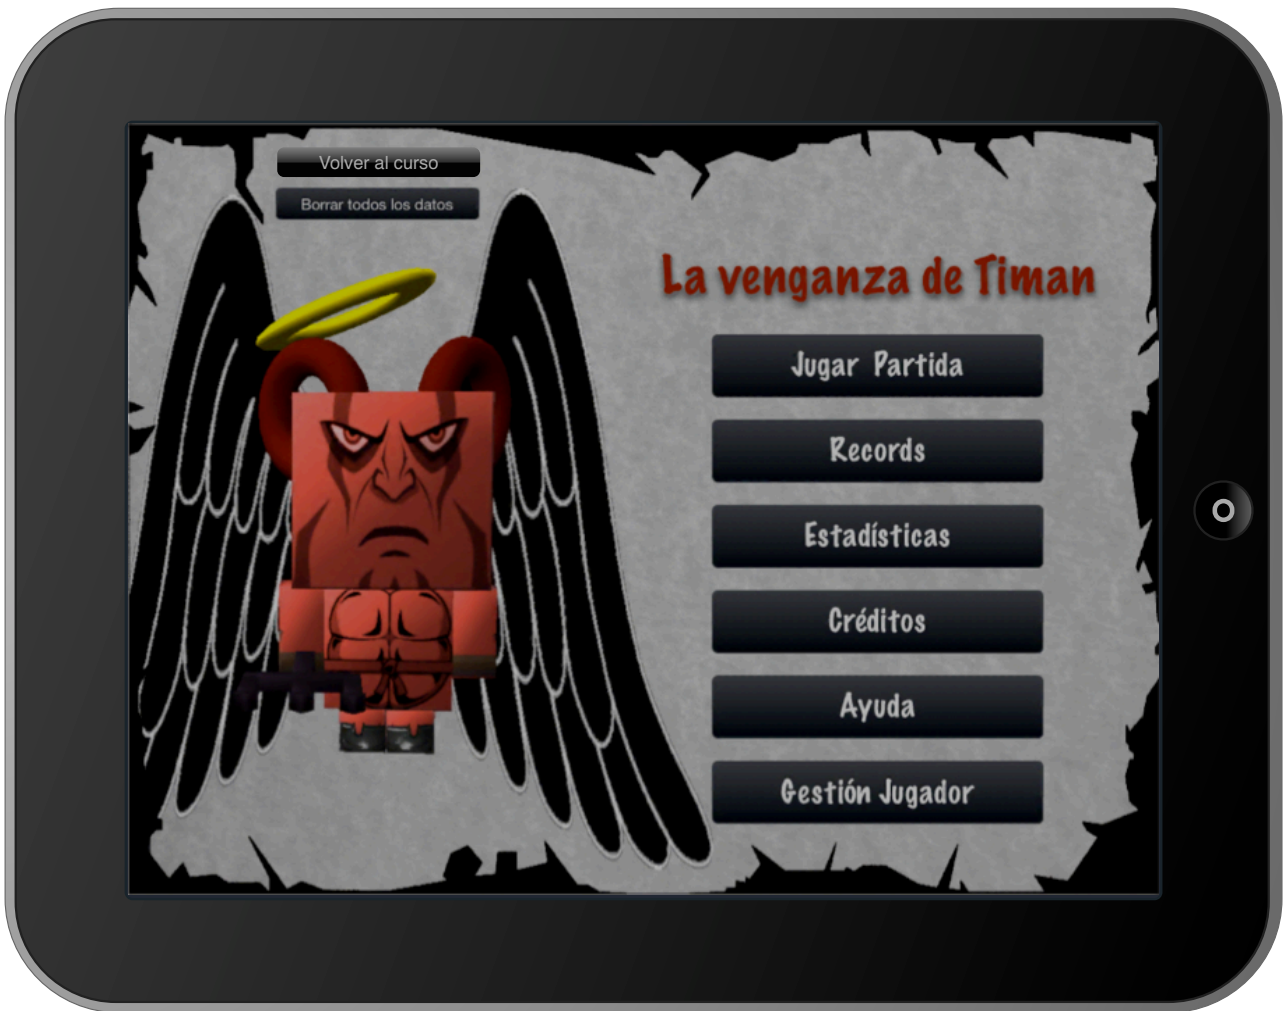 Volver al curso
Borrar todos los datos
La venganza de Timan
Jugar Partida
Records
Estadísticas
Créditos
Ayuda
Gestión Jugador